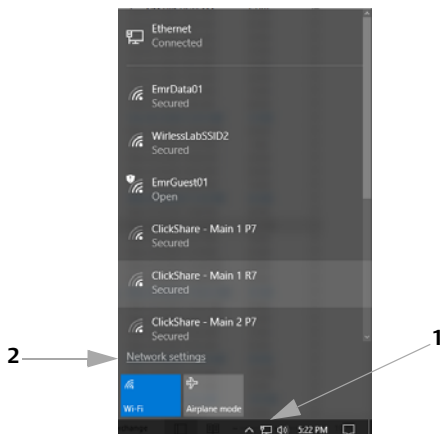 Ethernet
Connected
EmrData01
Secured
WirlessLabSSID2
Secured
EmrGuest01
Open
ClickShare - Main 1 P7
Secured
ClickShare - Main 1 R7
Secured
ClickShare - Main 2 P7
Secured
1
2
Network settings
Wi-Fi
Airplane mode
5:22 PM